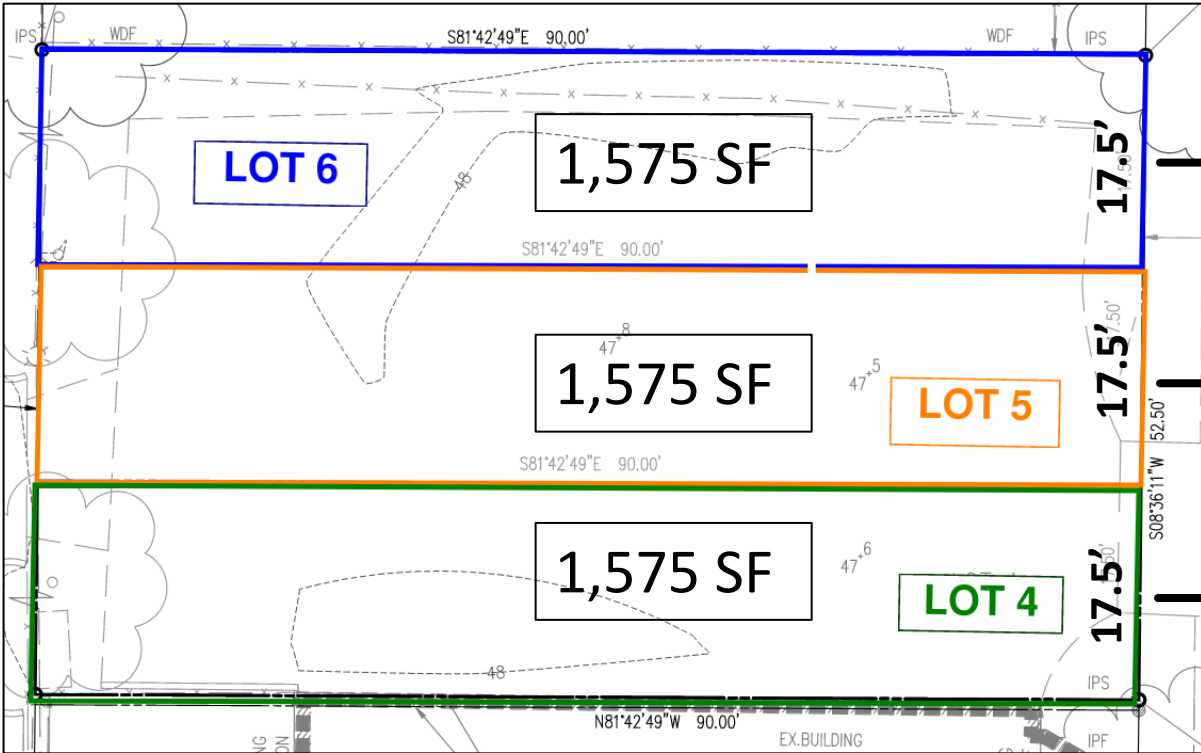 IPS
WDF
S81°42'49"E 90.00'
WDF
IPS
LOT 6
1,575 SF
17.5'
48
S81°42'49"E 90.00'
47+8
1,575 SF
47+5
LOT 5
17.5'
S08°36'11"W 52.50'
S81°42'49"E 90.00'
1,575 SF
47+6
LOT 4
17.5'
48
IPS
N81°42'49"W 90.00'
EX.BUILDING
IPF